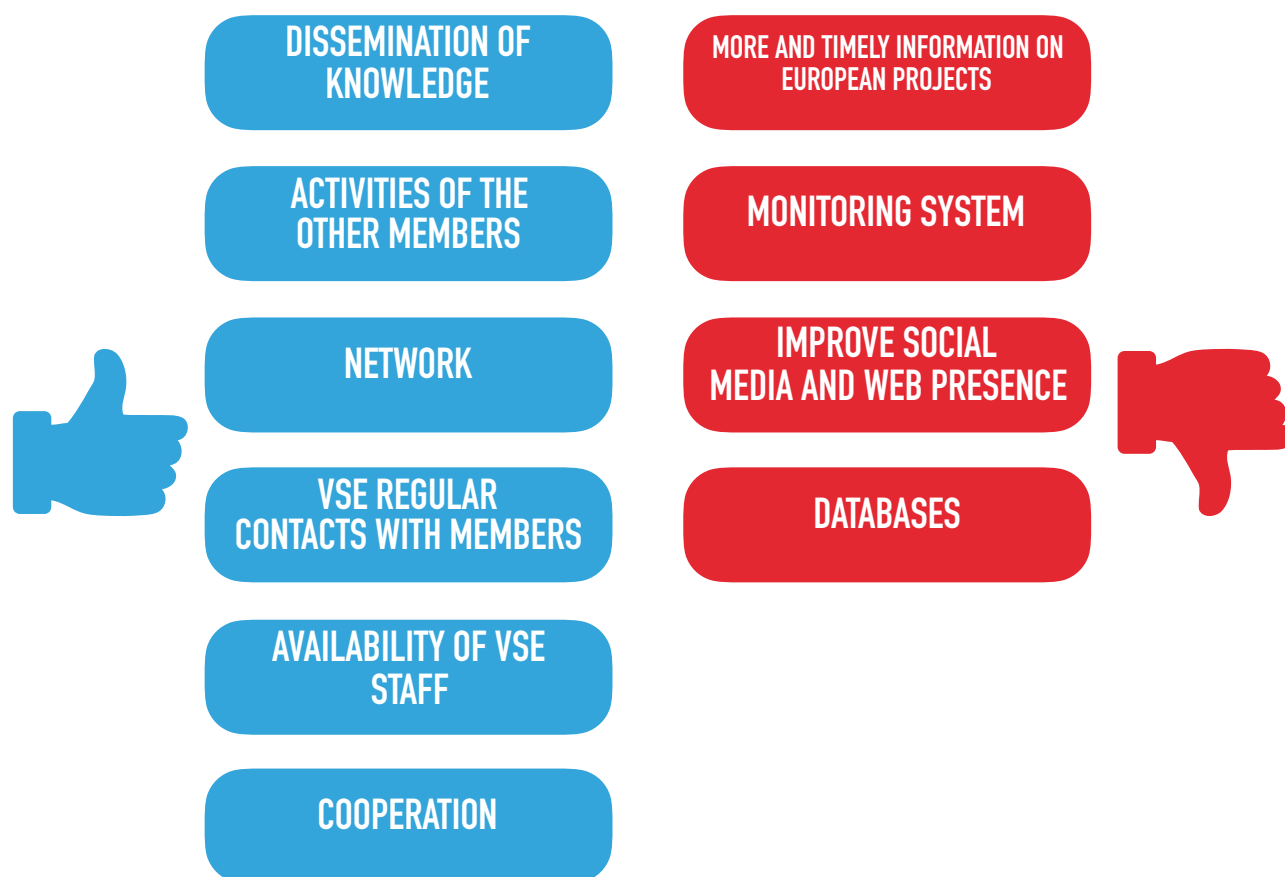 DISSEMINATION OF
KNOWLEDGE
ACTIVITIES OF THE
OTHER MEMBERS
NETWORK
VSE REGULAR
CONTACTS WITH MEMBERS
AVAILABILITY OF VSE
STAFF
COOPERATION
MORE AND TIMELY INFORMATION ON
EUROPEAN PROJECTS
MONITORING SYSTEM
IMPROVE SOCIAL
MEDIA AND WEB PRESENCE
DATABASES